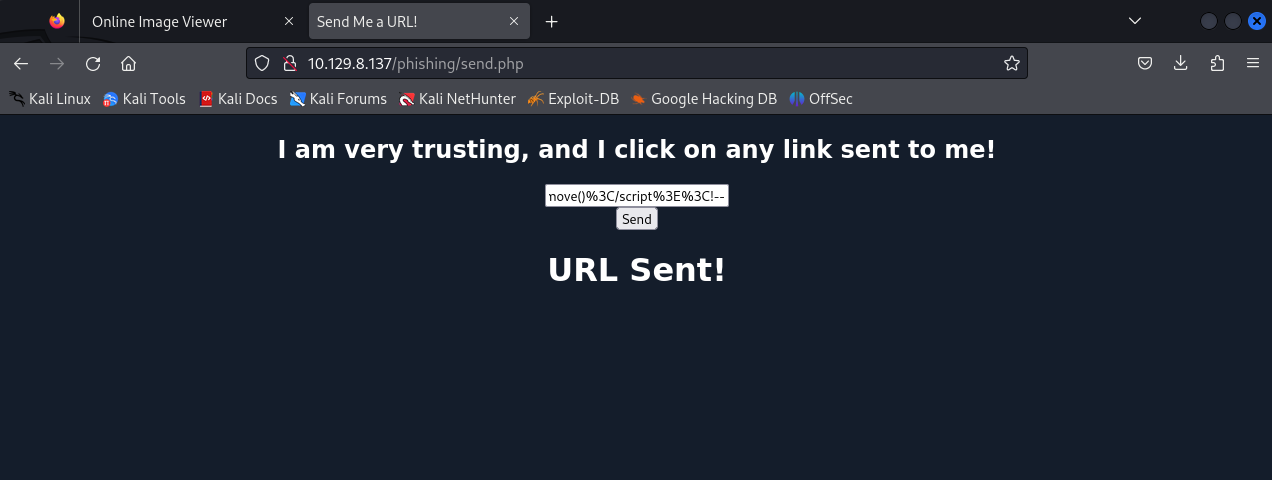 Online Image Viewer
Send Me a URL!
10.129.8.137/phishing/send.php
Kali Linux Kali Tools Kali Docs Kali Forums Kali NetHunter Exploit-DB Google Hacking DB OffSec
I am very trusting, and I click on any link sent to me!
nove()%3C/script%3E%3C!--
Send
URL Sent!